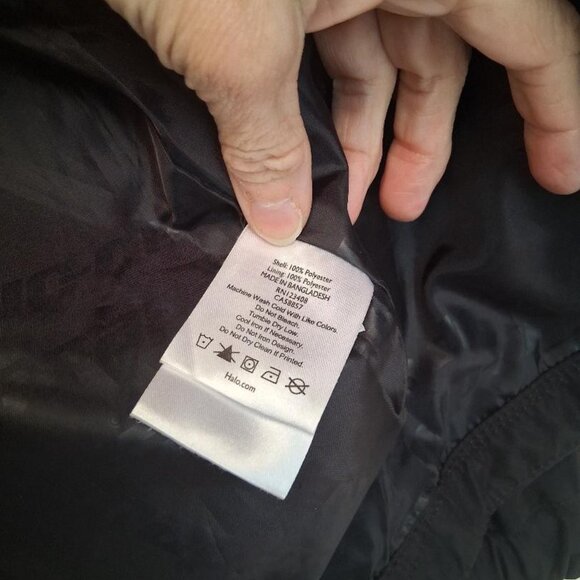 Shell: 100% Polyester
Lining: 100% Polyester
MADE IN BANGLADESH
RN123408
CA58857
Machine Wash Cold With Like Colors.
Do Not Bleach.
Tumble Dry Low.
Cool Iron if Necessary.
Do Not Iron Design.
Do Not Dry Clean If Printed.
Halo.com